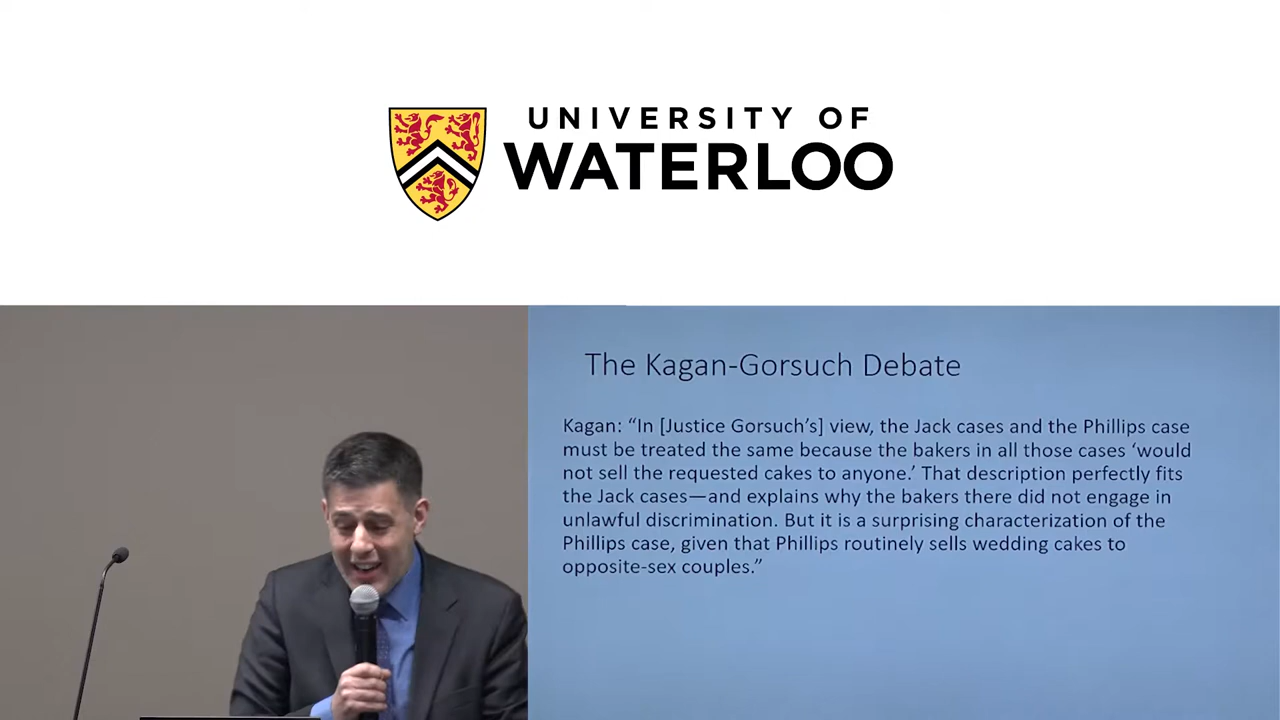 UNIVERSITY OF
WATERLOO
The Kagan-Gorsuch Debate
Kagan: “In [Justice Gorsuch’s] view, the Jack cases and the Phillips case
must be treated the same because the bakers in all those cases ‘would
not sell the requested cakes to anyone.’ That description perfectly fits
the Jack cases—and explains why the bakers there did not engage in
unlawful discrimination. But it is a surprising characterization of the
Phillips case, given that Phillips routinely sells wedding cakes to
opposite-sex couples.”